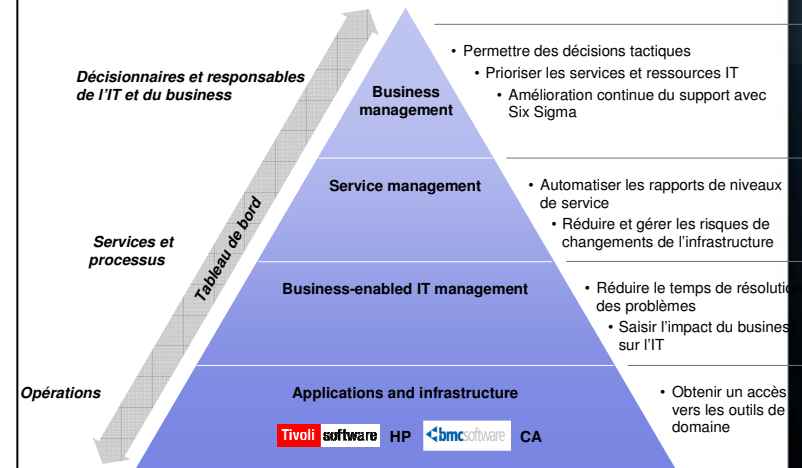 Décisionnaires et responsables
de l'IT et du business
Business
management
• Permettre des décisions tactiques
• Prioriser les services et ressources IT
• Amélioration continue du support avec
Six Sigma
Service management
• Automatiser les rapports de niveaux
de service
• Réduire et gérer les risques de
changements de l'infrastructure
Services et
processus
Tableau de bord
Business-enabled IT management
• Réduire le temps de résolution
des problèmes
• Saisir l'impact du business
sur l'IT
Opérations
Applications and infrastructure
Tivoli software HP bmcsoftware CA
• Obtenir un accès
vers les outils de
domaine